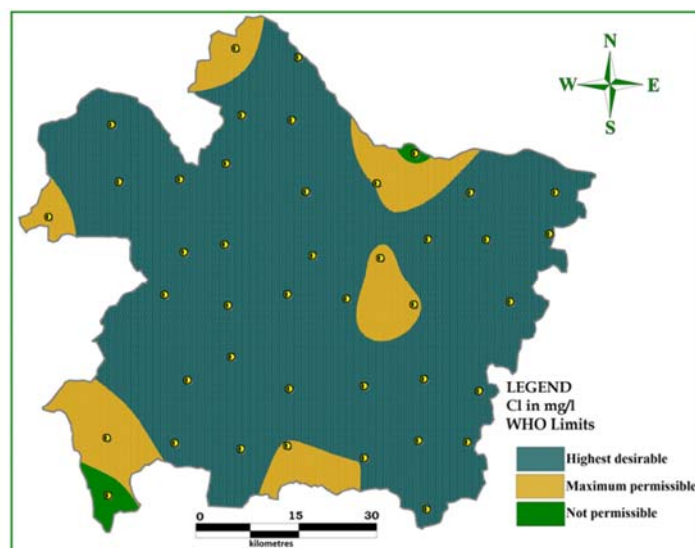 N
W E
S
LEGEND
Cl in mg/l
WHO Limits
Highest desirable
Maximum permissible
Not permissible
0 15 30
kilometres